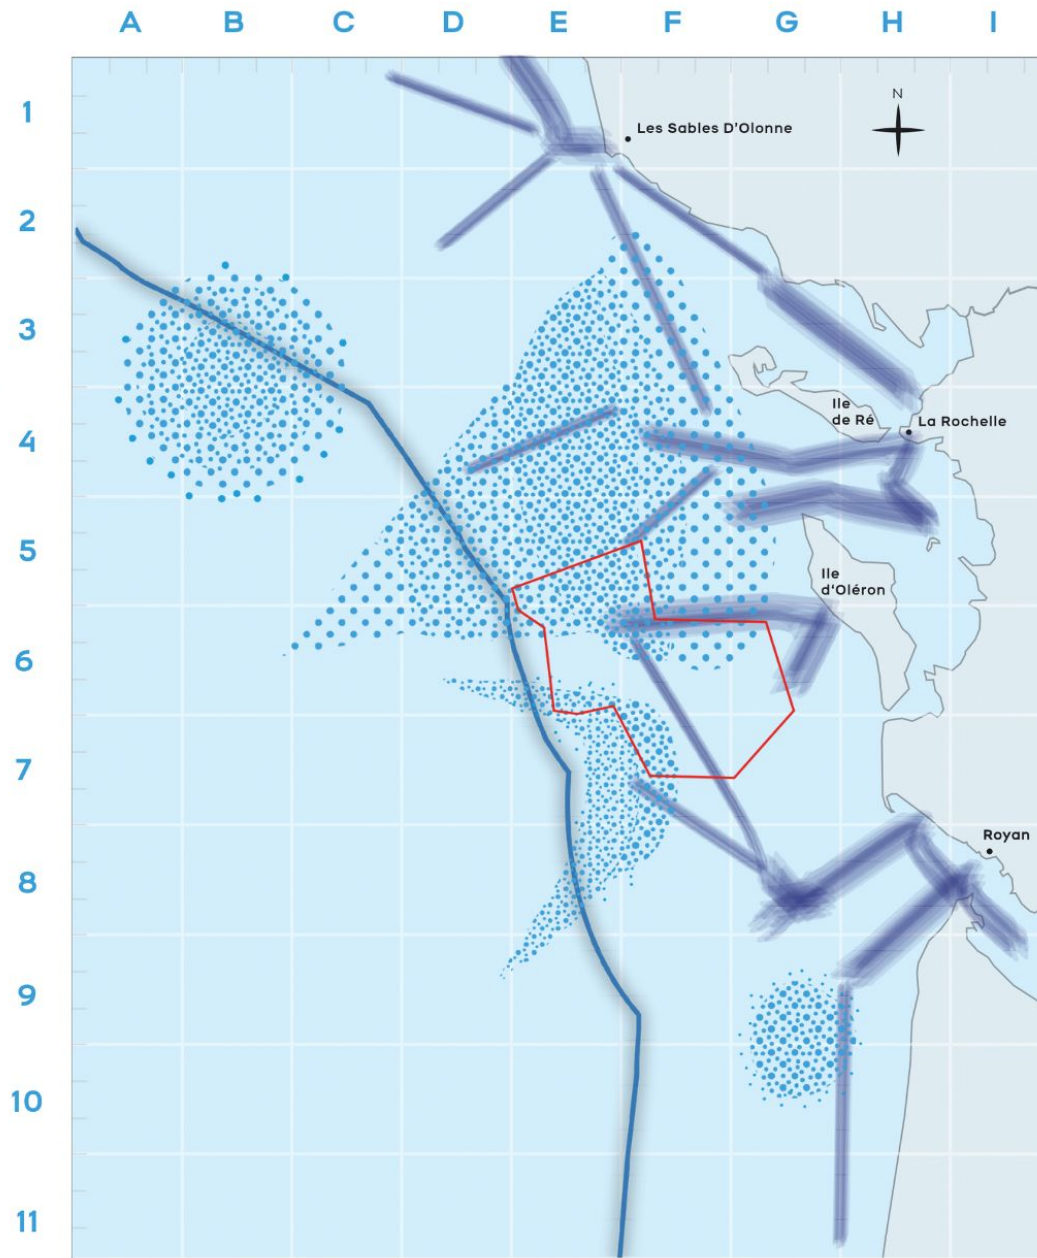 A B C D E F G H I
1
N
Les Sables D'Olonne
2
3
Ile
de Ré
La Rochelle
4
5
Ile
d'Oléron
6
7
Royan
8
9
10
11